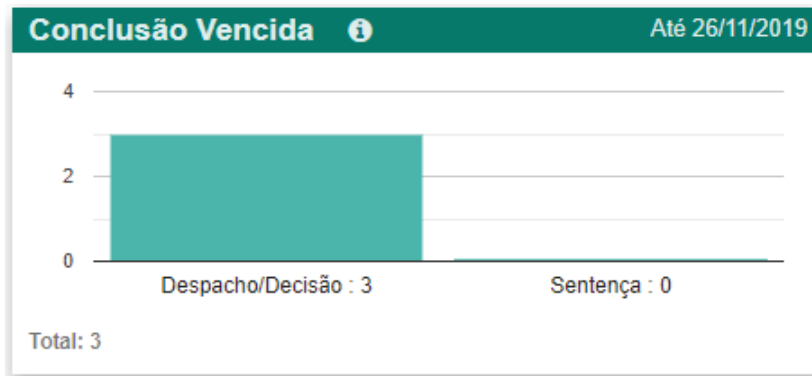 Conclusão Vencida
Até 26/11/2019
4
2
0
Despacho/Decisão : 3
Sentença : 0
Total: 3